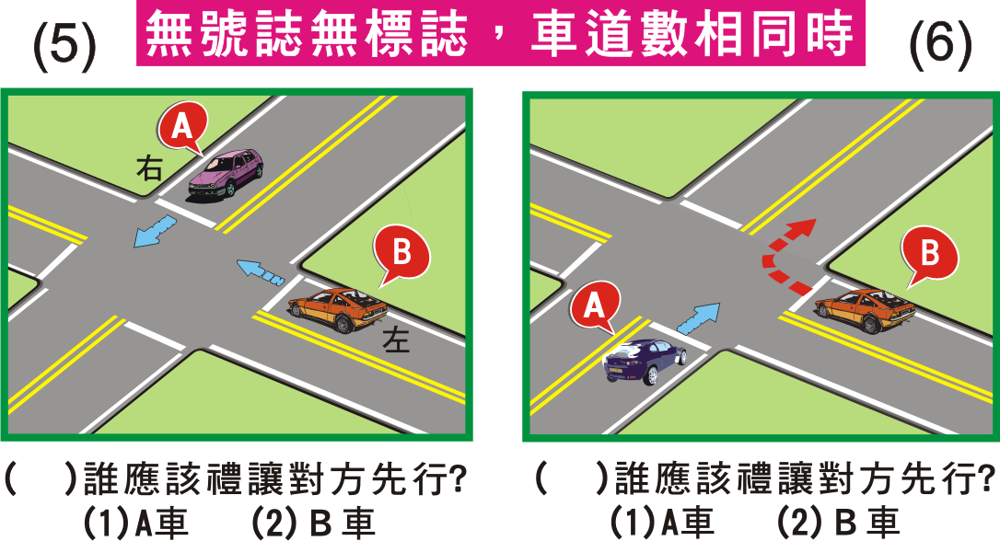 無號誌無標誌，車道數相同時
(5)
A
右
B
左
(　)誰應該禮讓對方先行?
(1)A車　(2)B車
(6)
B
A
(　)誰應該禮讓對方先行?
(1)A車　(2)B車